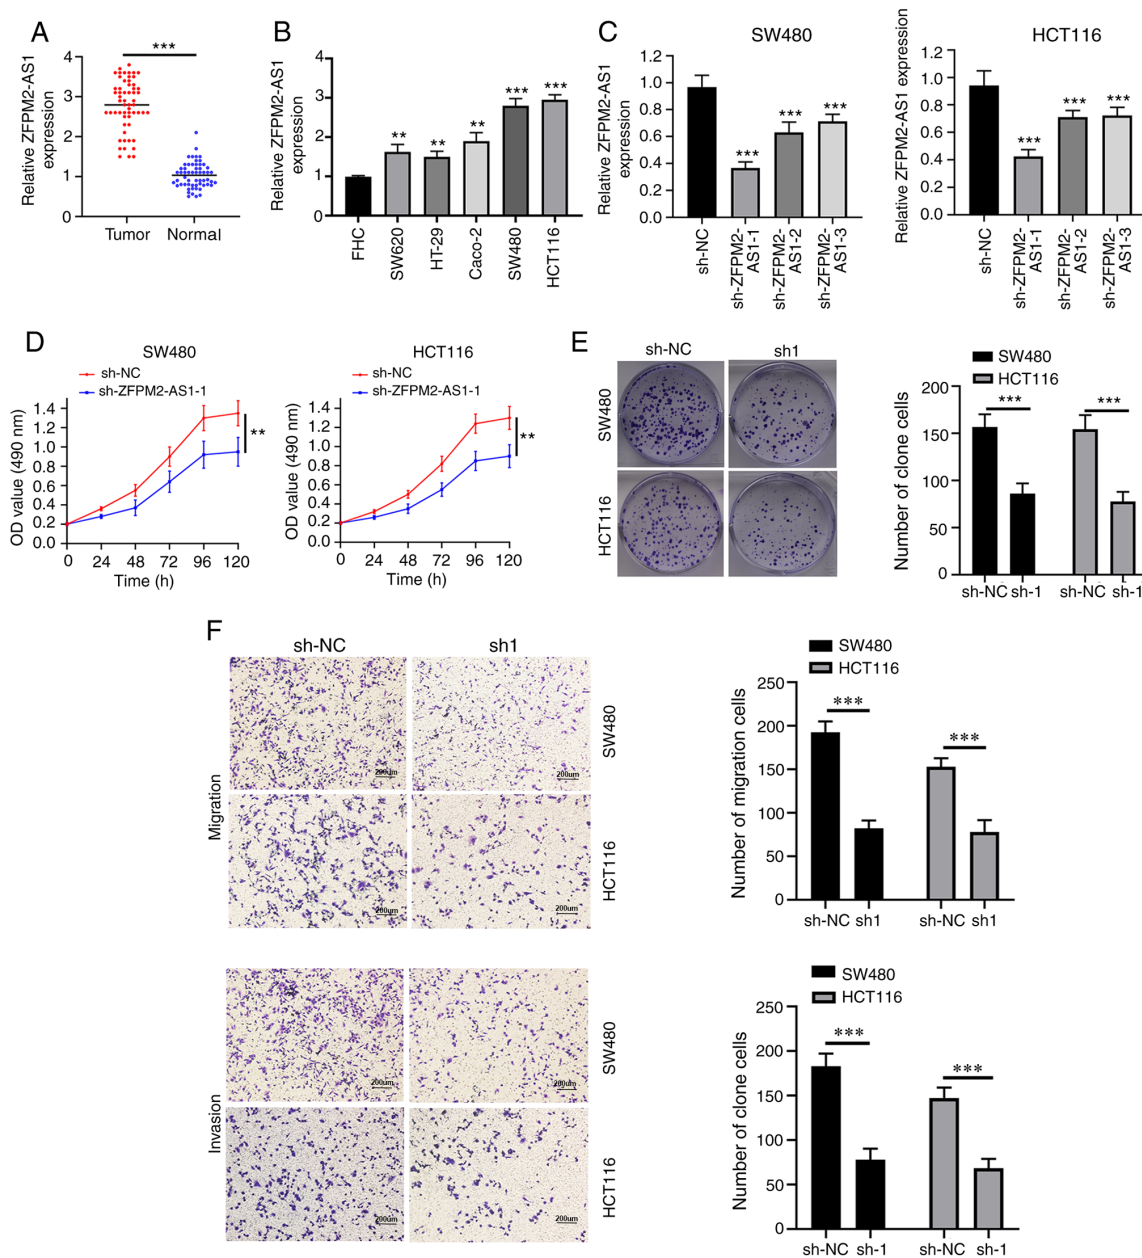 A
***
Relative ZFPM2-AS1
expression
4
3
2
1
0
Tumor
Normal
B
Relative ZFPM2-AS1
expression
4
3
2
1
0
**
**
**
***
***
FHC
SW620
HT-29
Caco-2
SW480
HCT116
C
SW480
Relative ZFPM2-AS1
expression
1.2
1.0
0.8
0.6
0.4
0.2
0.0
***
***
***
sh-NC
sh-ZFPM2-
AS1-1
sh-ZFPM2-
AS1-2
sh-ZFPM2-
AS1-3
HCT116
Relative ZFPM2-AS1 expression
1.2
1.0
0.8
0.6
0.4
0.2
0.0
***
***
***
sh-NC
sh-ZFPM2-
AS1-1
sh-ZFPM2-
AS1-2
sh-ZFPM2-
AS1-3
D
SW480
sh-NC
sh-ZFPM2-AS1-1
OD value (490 nm)
1.4
1.2
1.0
0.8
0.6
0.4
0.2
0.0
**
0 24 48 72 96 120
Time (h)
HCT116
sh-NC
sh-ZFPM2-AS1-1
OD value (490 nm)
1.4
1.2
1.0
0.8
0.6
0.4
0.2
0.0
**
0 24 48 72 96 120
Time (h)
E
sh-NC
sh1
SW480
HCT116
SW480
HCT116
Number of clone cells
200
150
100
50
0
***
***
sh-NC sh-1
sh-NC sh-1
F
sh-NC
sh1
Migration
SW480
200um
200um
HCT116
200um
200um
SW480
HCT116
Number of migration cells
250
200
150
100
50
0
***
***
sh-NC sh1
sh-NC sh1
Invasion
SW480
200um
200um
HCT116
200um
200um
SW480
HCT116
Number of clone cells
250
200
150
100
50
0
***
***
sh-NC sh-1
sh-NC sh-1